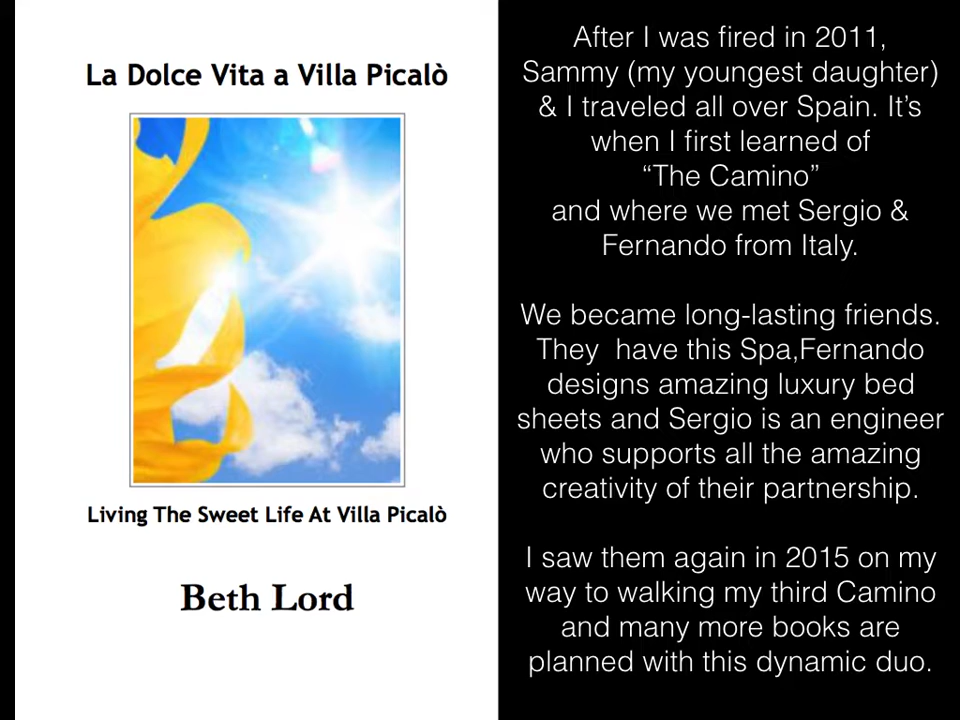 La Dolce Vita a Villa Picalò
Living The Sweet Life At Villa Picalò
Beth Lord
After I was fired in 2011,
Sammy (my youngest daughter)
& I traveled all over Spain. It's
when I first learned of
“The Camino”
and where we met Sergio &
Fernando from Italy.
We became long-lasting friends.
They  have this Spa,Fernando
designs amazing luxury bed
sheets and Sergio is an engineer
who supports all the amazing
creativity of their partnership.
I saw them again in 2015 on my
way to walking my third Camino
and many more books are
planned with this dynamic duo.